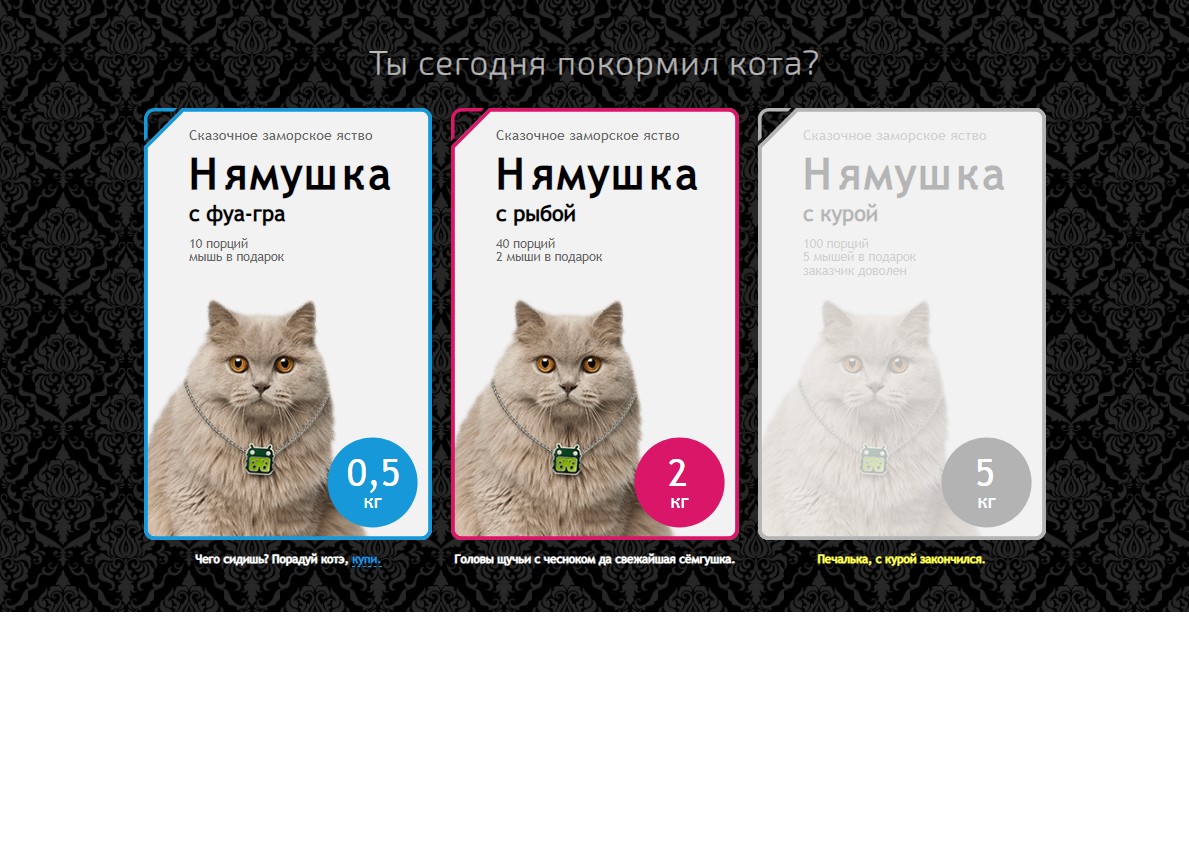 Ты сегодня покормил кота?
Сказочное заморское яство
Нямушка
с фуа-гра
10 порций
мышь в подарок
0,5
кг
Чего сидишь? Порадуй котэ, купи.
Сказочное заморское яство
Нямушка
с рыбой
40 порций
2 мыши в подарок
2
кг
Головы щучьи с чесноком да свежайшая сёмгушка.
Сказочное заморское яство
Нямушка
с курой
100 порций
5 мышей в подарок
заказчик доволен
5
кг
Печалька, с курой закончился.